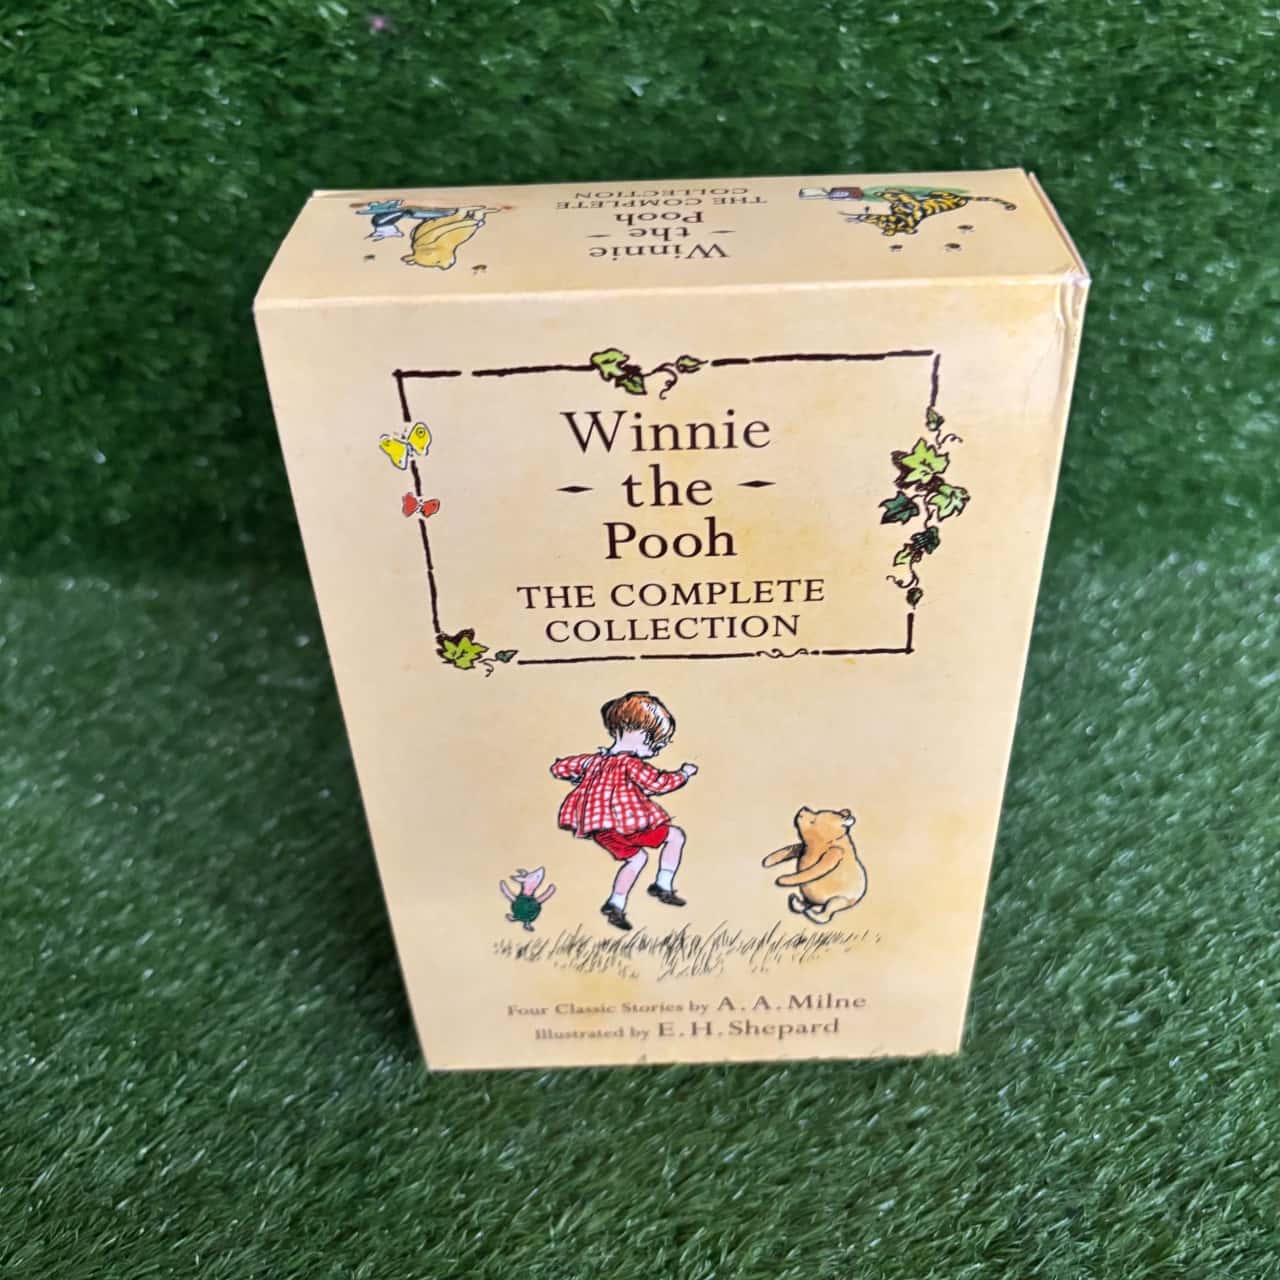 Winnie
the
Pooh
THE COMPLETE
COLLECTION
Winnie
- the -
Pooh
THE COMPLETE
COLLECTION
Four Classic Stories by A. A. Milne
Illustrated by E. H. Shepard